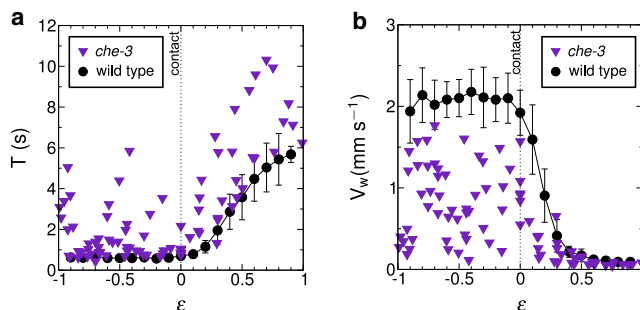 a
b
12
10
8
6
4
2
0
T (s)
che-3
wild type
contact
-1
-0.5
0
0.5
1
ε
3
2
1
0
Vw(mm s⁻¹)
che-3
wild type
contact
-1
-0.5
0
0.5
ε